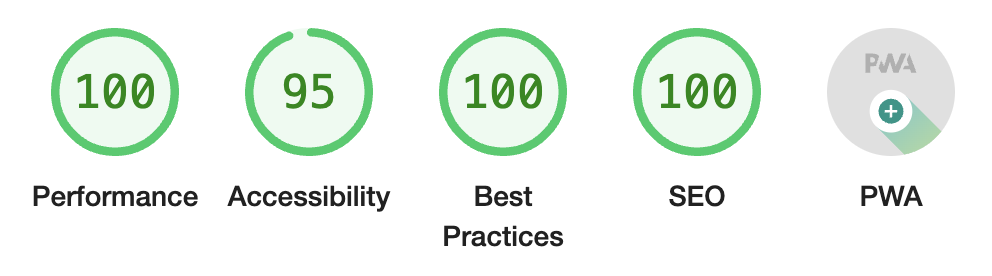 100
95
100
100
PWA
Performance
Accessibility
Best
Practices
SEO
PWA